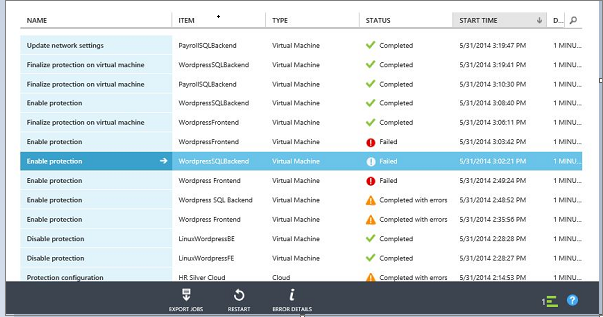 NAME ITEM TYPE STATUS START TIME D...
Update network settings PayrollSQLBackend Virtual Machine Completed 5/31/2014 3:19:47 PM 1 MINU...
Finalize protection on virtual machine WordpressSQLBackend Virtual Machine Completed 5/31/2014 3:19:41 PM 1 MINU...
Finalize protection on virtual machine PayrollSQLBackend Virtual Machine Completed 5/31/2014 3:10:30 PM 1 MINU...
Enable protection WordpressSQLBackend Virtual Machine Completed 5/31/2014 3:08:40 PM 1 MINU...
Finalize protection on virtual machine WordpressFrontend Virtual Machine Completed 5/31/2014 3:06:11 PM 1 MINU...
Enable protection WordpressFrontend Virtual Machine Failed 5/31/2014 3:03:42 PM 1 MINU...
Enable protection WordpressSQLBackend Virtual Machine Failed 5/31/2014 3:02:21 PM 1 MINU...
Enable protection Wordpress Frontend Virtual Machine Failed 5/31/2014 2:49:24 PM 1 MINU...
Enable protection Wordpress SQL Backend Virtual Machine Completed with errors 5/31/2014 2:48:52 PM 1 MINU...
Enable protection Wordpress Frontend Virtual Machine Completed with errors 5/31/2014 2:35:56 PM 1 MINU...
Disable protection LinuxWordpressBE Virtual Machine Completed 5/31/2014 2:28:28 PM 1 MINU...
Disable protection LinuxWordpressFE Virtual Machine Completed 5/31/2014 2:28:27 PM 1 MINU...
Protection configuration HR Silver Cloud Cloud Completed with errors 5/31/2014 2:14:53 PM 1 MINU...
EXPORT JOBS RESTART ERROR DETAILS 1 ?